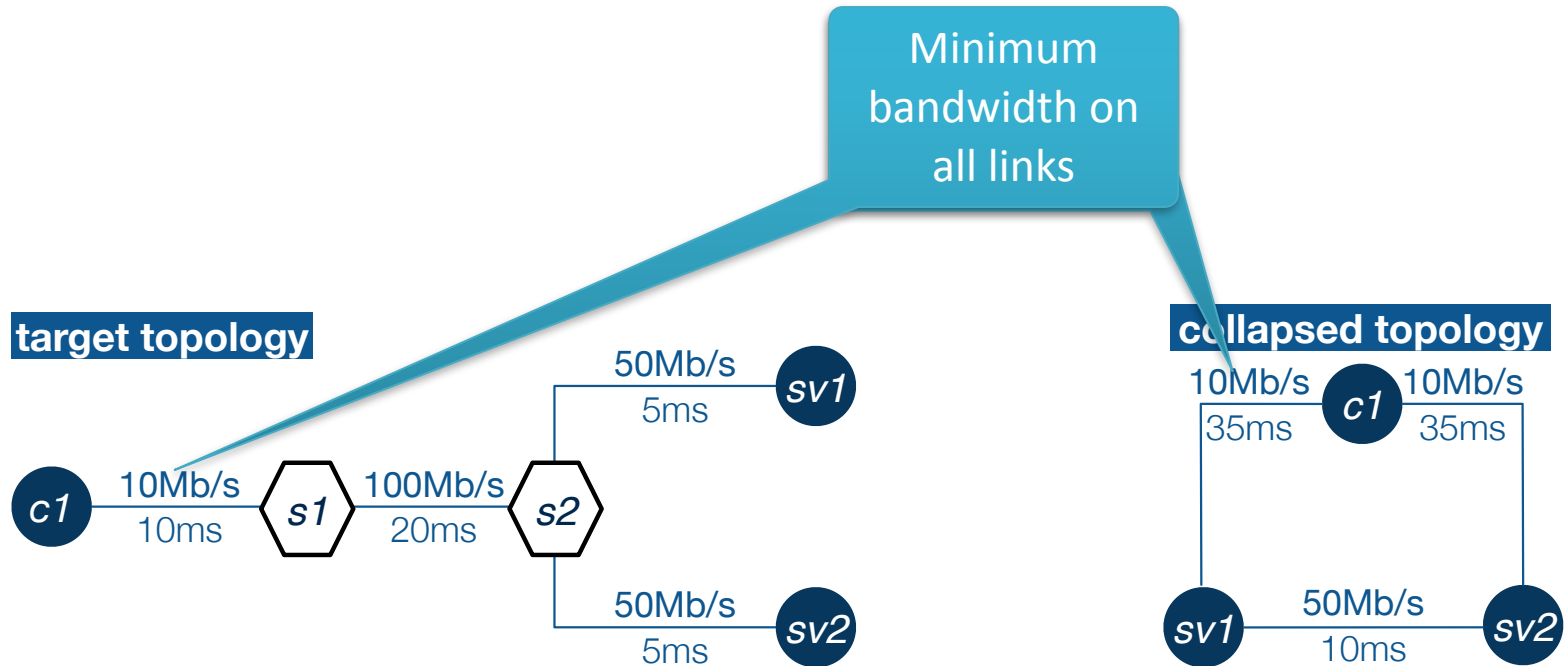 Minimum
bandwidth on
all links
target topology
50Mb/s
5ms
sv1
c1
10Mb/s
10ms
s1
100Mb/s
20ms
s2
50Mb/s
5ms
sv2
collapsed topology
10Mb/s
35ms
c1
10Mb/s
35ms
sv1
50Mb/s
10ms
sv2